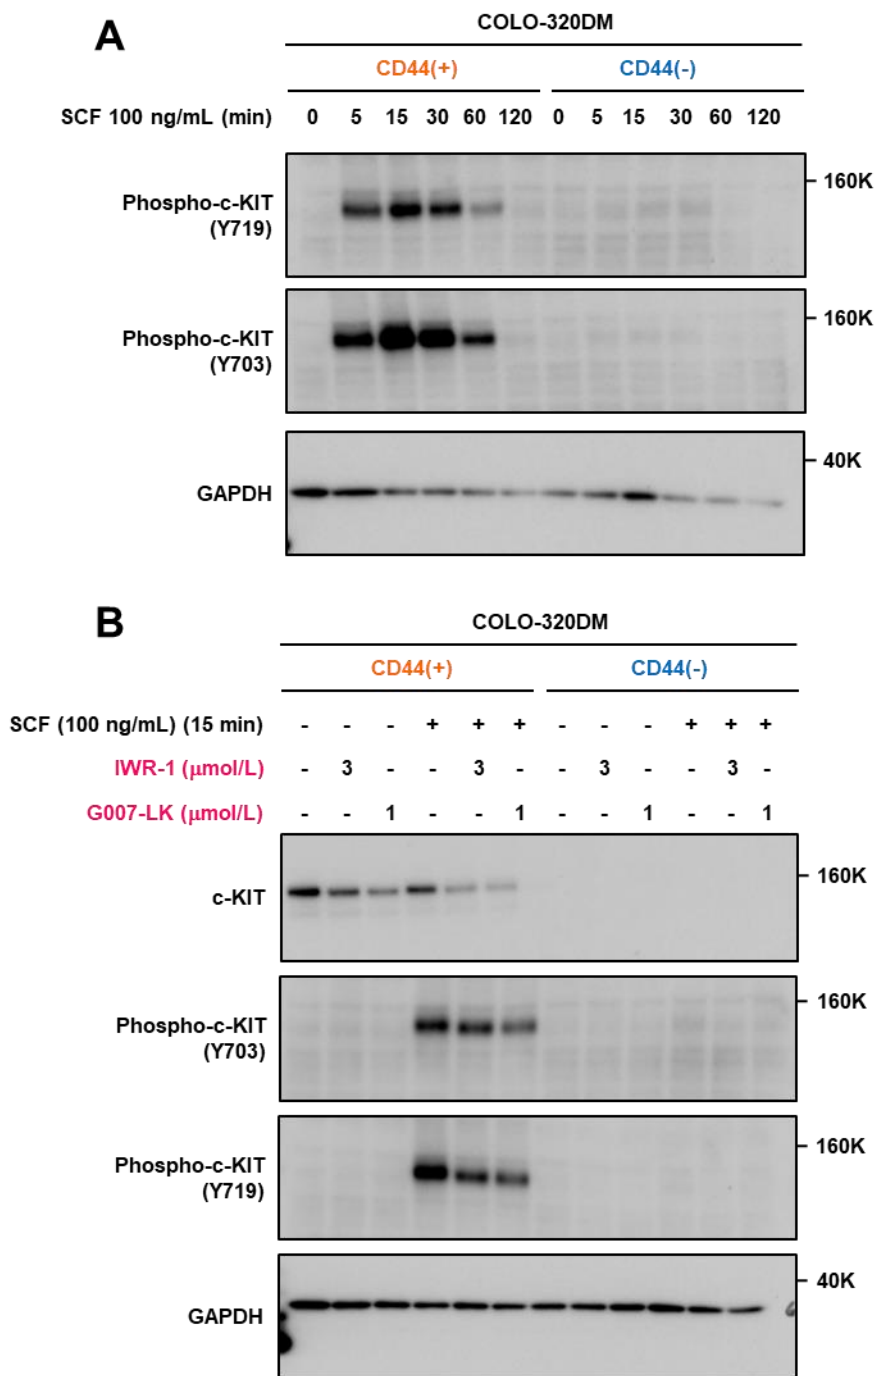 A
COLO-320DM
CD44(+) CD44(-)
SCF 100 ng/mL (min) 0 5 15 30 60 120 0 5 15 30 60 120
160K
Phospho-c-KIT
(Y719)
160K
Phospho-c-KIT
(Y703)
40K
GAPDH
B
COLO-320DM
CD44(+) CD44(-)
SCF (100 ng/mL) (15 min) - - - + + + - - - + + +
IWR-1 (μmol/L) - 3 - - 3 - - 3 - - 3 -
G007-LK (μmol/L) - - 1 - - 1 - - 1 - - 1
160K
c-KIT
160K
Phospho-c-KIT
(Y703)
160K
Phospho-c-KIT
(Y719)
40K
GAPDH